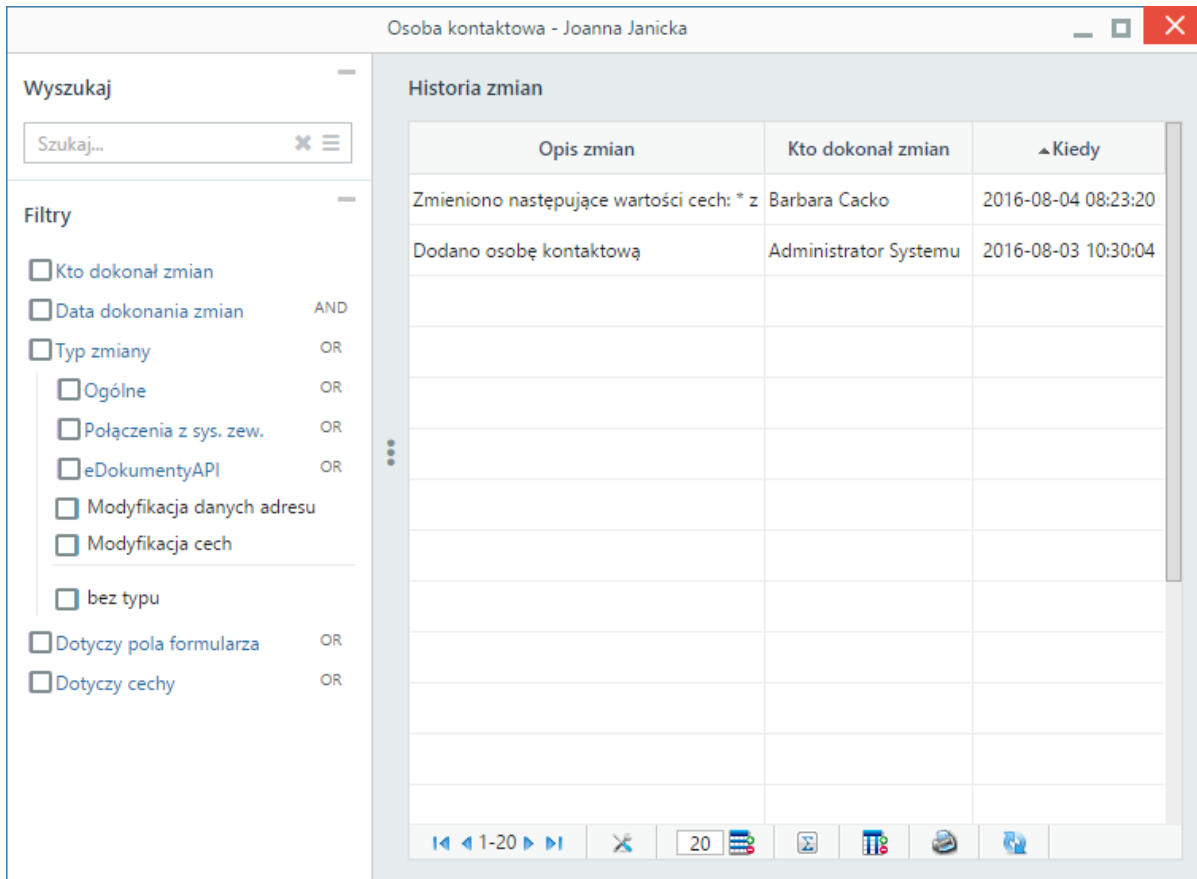 Osoba kontaktowa - Joanna Janicka
Wyszukaj
Szukaj...
Filtry
Kto dokonał zmian
Data dokonania zmian AND
Typ zmiany OR
Ogólne OR
Połączenia z sys. zew. OR
eDokumentyAPI OR
Modyfikacja danych adresu
Modyfikacja cech
bez typu
Dotyczy pola formularza OR
Dotyczy cechy OR
Historia zmian
Opis zmian Kto dokonał zmian Kiedy
Zmieniono następujące wartości cech: * z Barbara Cacko 2016-08-04 08:23:20
Dodano osobę kontaktową Administrator Systemu 2016-08-03 10:30:04
1-20 20 Σ